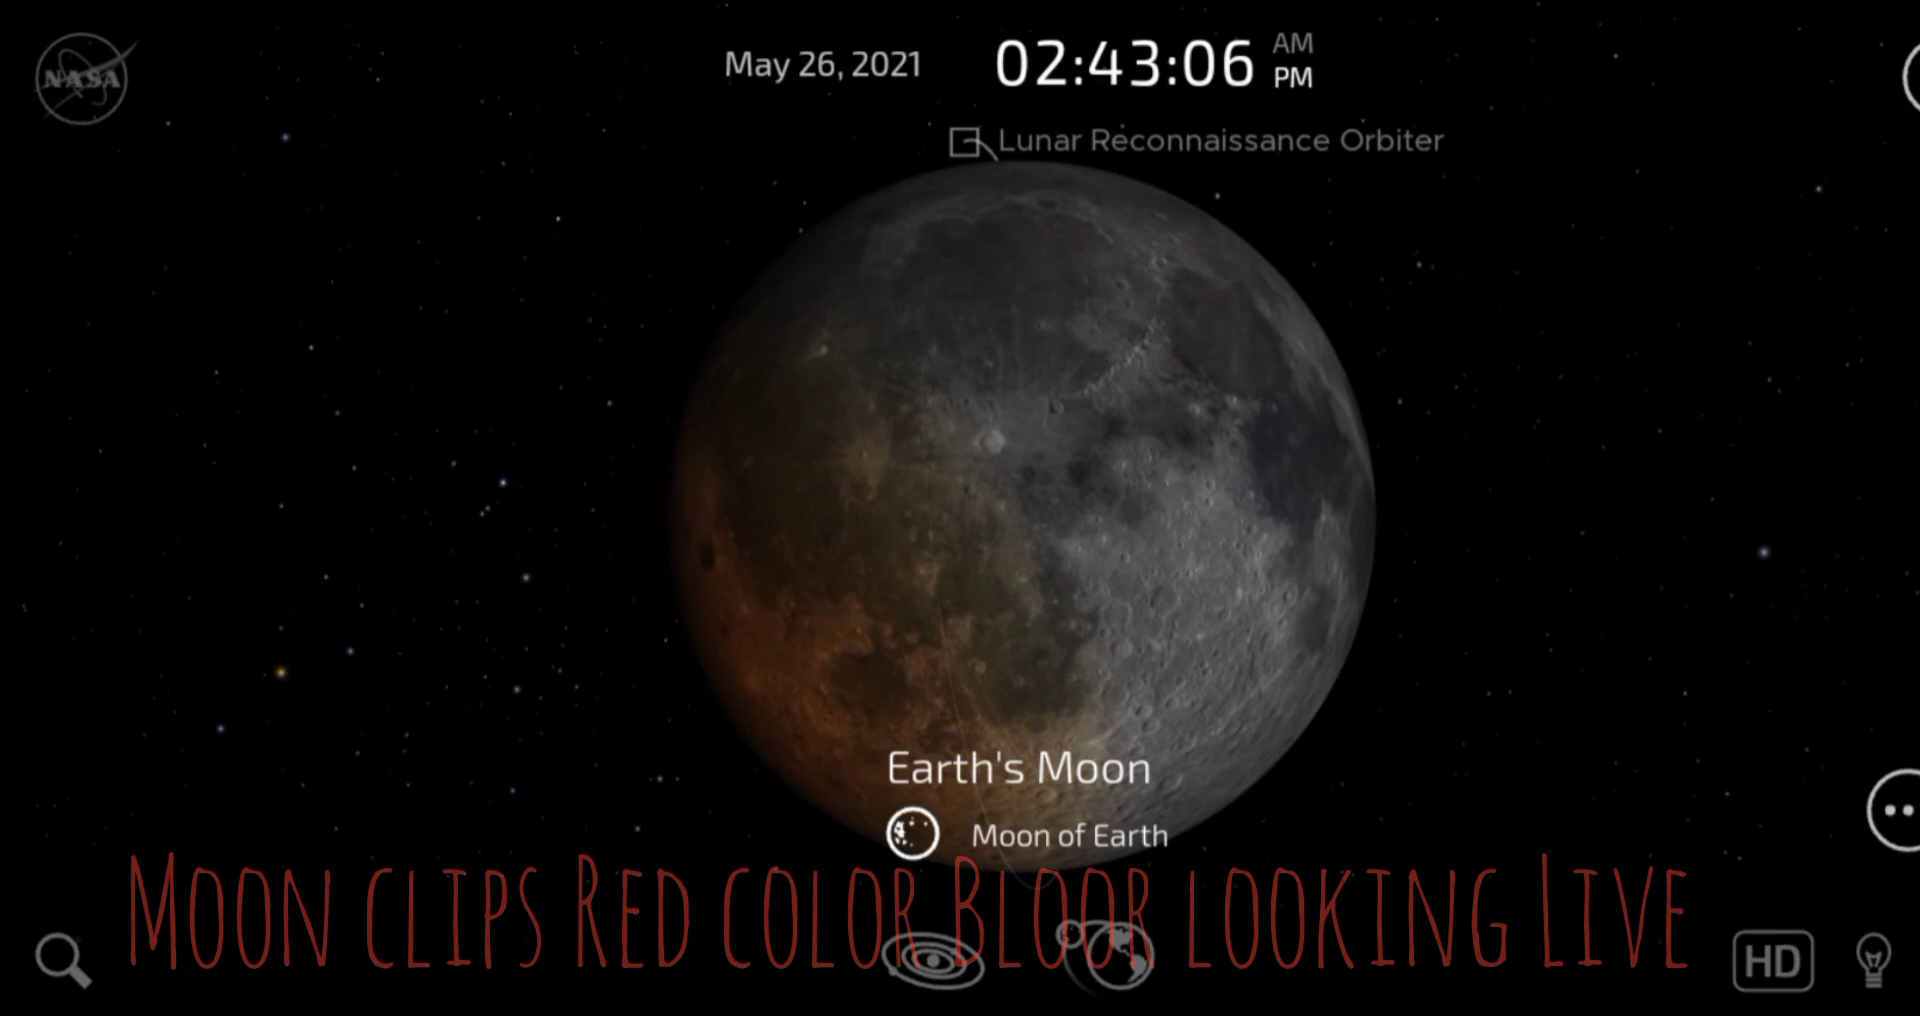 NASA
May 26, 2021
02:43:06
AM
PM
Lunar Reconnaissance Orbiter
Earth's Moon
Moon of Earth
Moon clips Red color Bloor looking Live
HD